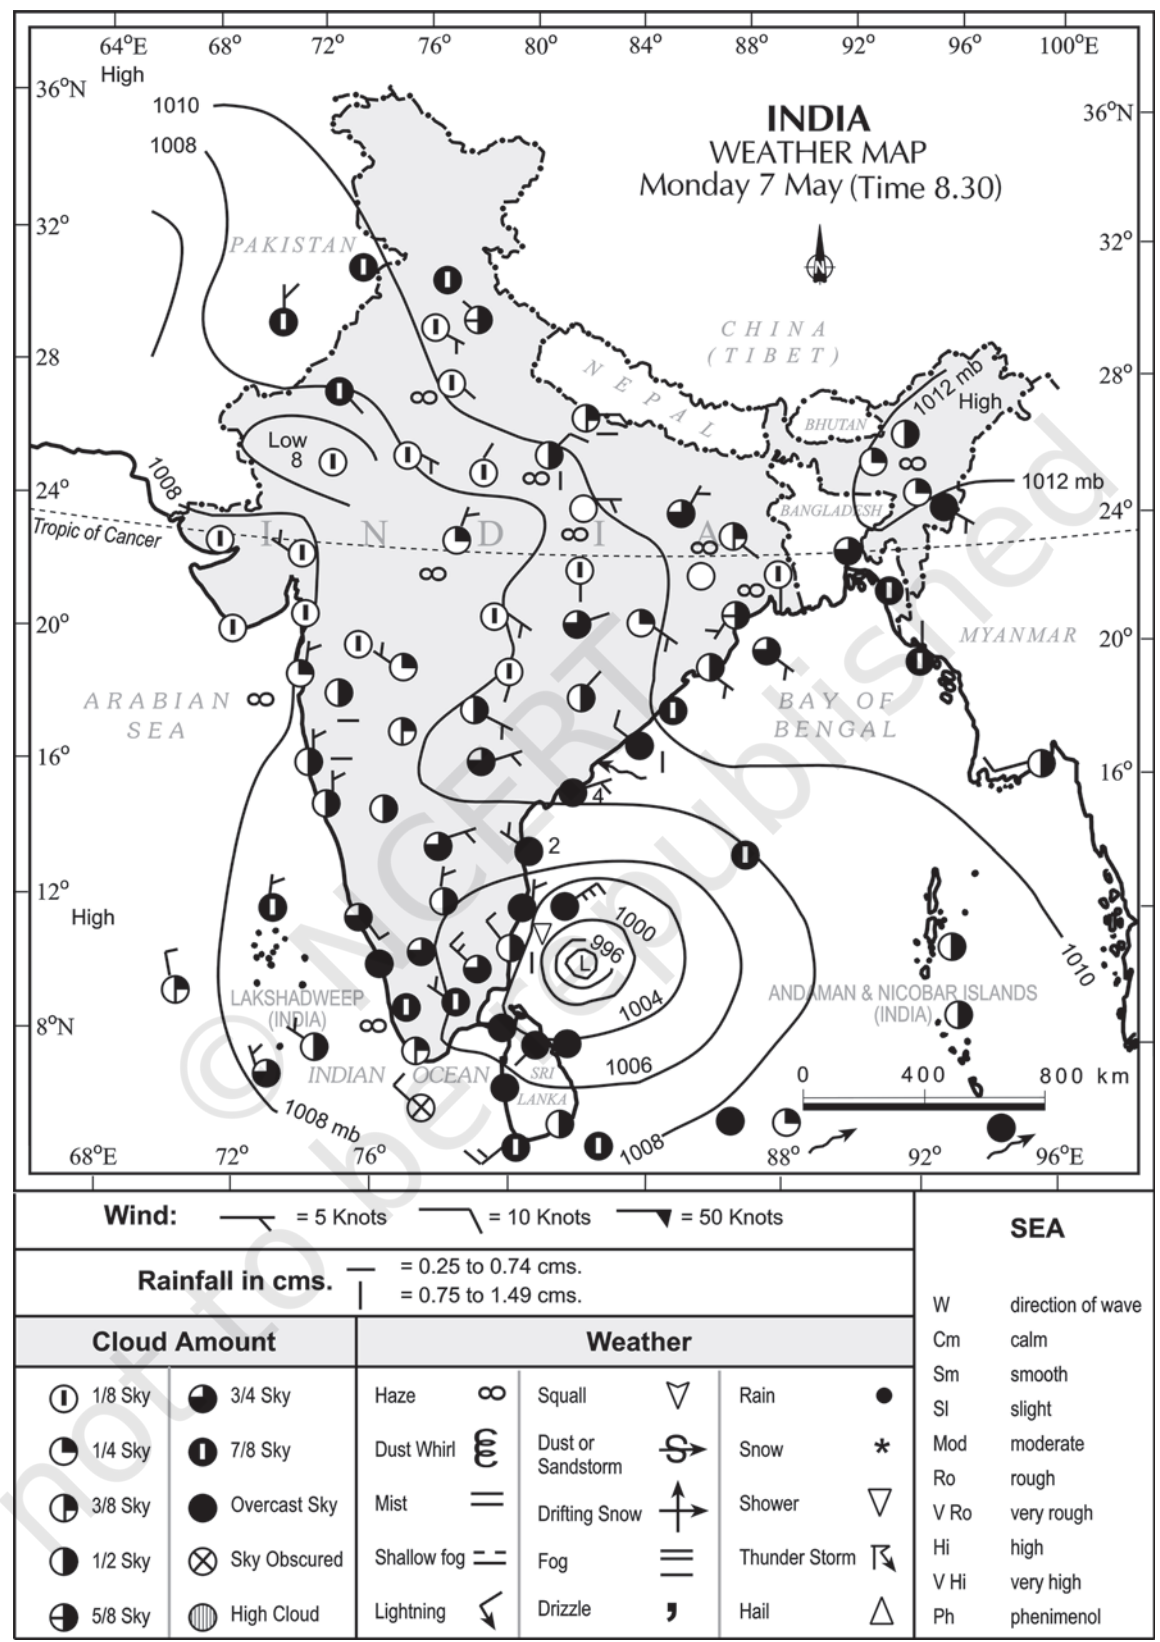 64°E 68° 72° 76° 80° 84° 88° 92° 96° 100°E
High
36°N
36°N
1010
1008
INDIA
WEATHER MAP
Monday 7 May (Time 8.30)
N
32°
32°
PAKISTAN
CHINA
(TIBET)
28
28°
NEPAL
BHUTAN
1012 mb
High
Low
8
1008
24°
24°
1012 mb
BANGLADESH
Tropic of Cancer
INDIA
20°
20°
MYANMAR
ARABIAN
SEA
BAY OF
BENGAL
16°
16°
4
2
12°
12°
High
1000
996
L
1004
1006
1010
LAKSHADWEEP
(INDIA)
ANDAMAN & NICOBAR ISLANDS
(INDIA)
8°N
8°
INDIAN OCEAN
SRI
LANKA
0 400 800 km
1008 mb
1008
68°E 72° 76° 88° 92° 96°E
© NCERT
not to be republished
Wind: = 5 Knots = 10 Knots = 50 Knots
Rainfall in cms. = 0.25 to 0.74 cms.
= 0.75 to 1.49 cms.
Cloud Amount
1/8 Sky 3/4 Sky
1/4 Sky 7/8 Sky
3/8 Sky Overcast Sky
1/2 Sky Sky Obscured
5/8 Sky High Cloud
Weather
Haze Squall Rain
Dust Whirl Dust or
Sandstorm Snow
Mist Drifting Snow Shower
Shallow fog Fog Thunder Storm
Lightning Drizzle Hail
SEA
W direction of wave
Cm calm
Sm smooth
Sl slight
Mod moderate
Ro rough
V Ro very rough
Hi high
V Hi very high
Ph phenimenol